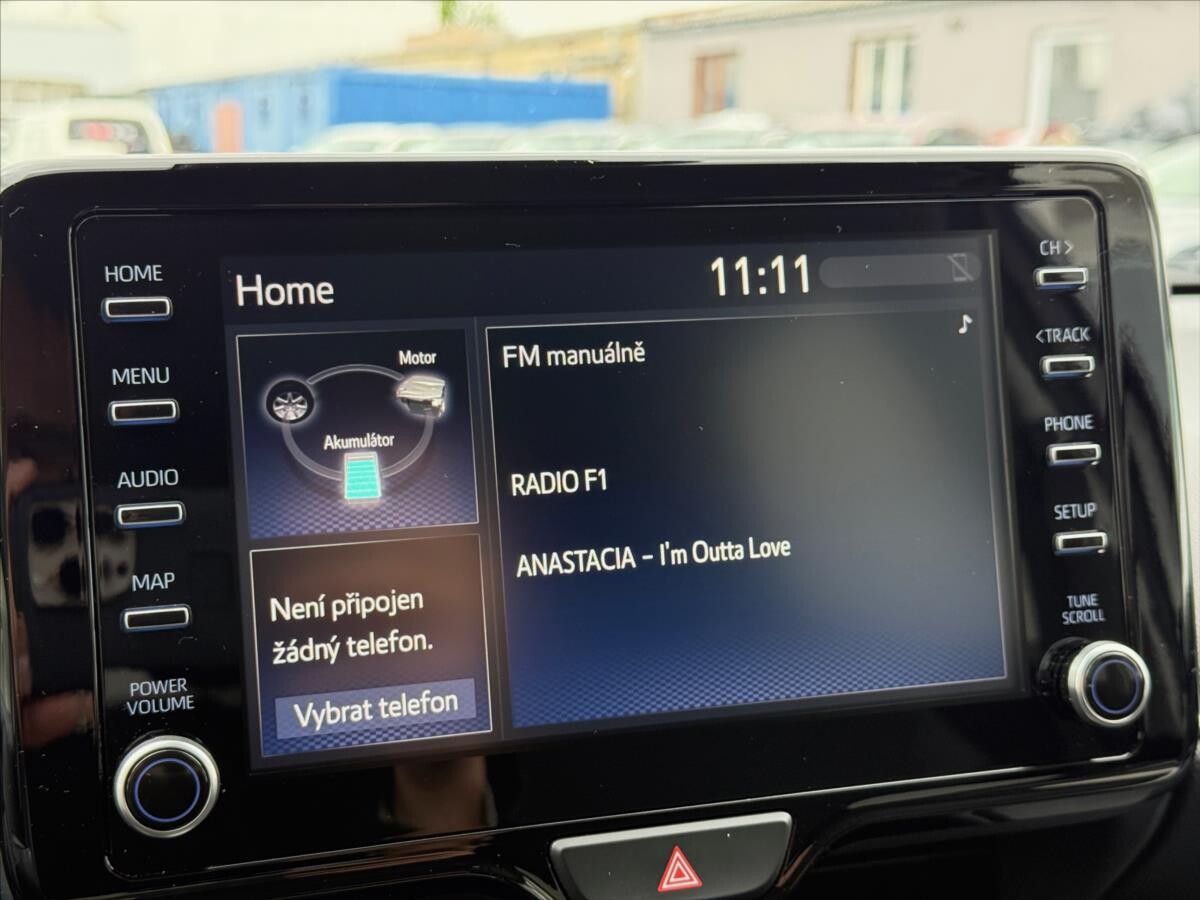 HOME
MENU
AUDIO
MAP
POWER
VOLUME
Home
11:11
Motor
Akumulátor
Není připojen
žádný telefon.
Vybrat telefon
FM manuálně
RADIO F1
ANASTACIA - I'm Outta Love
CH >
<TRACK
PHONE
SETUP
TUNE
SCROLL